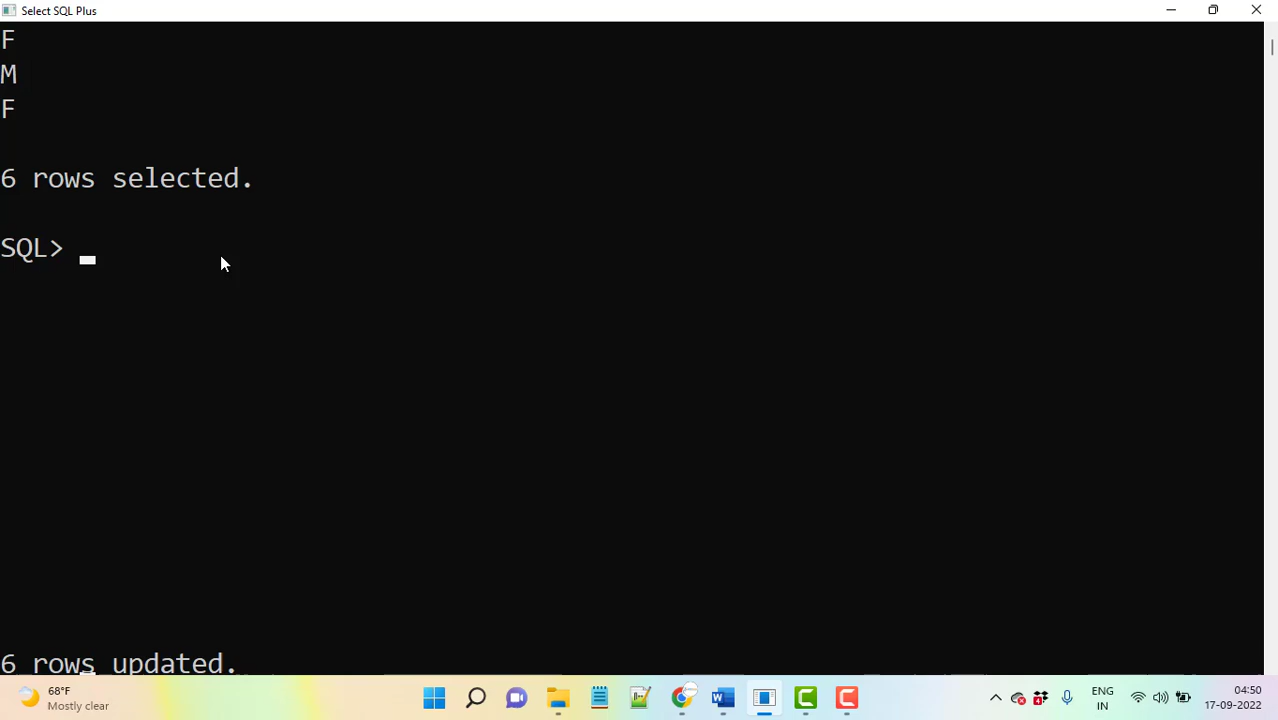 Select SQL Plus
F
M
F
6 rows selected.
SQL>
6 rows updated.
68°F
Mostly clear
ENG
IN
04:50
17-09-2022